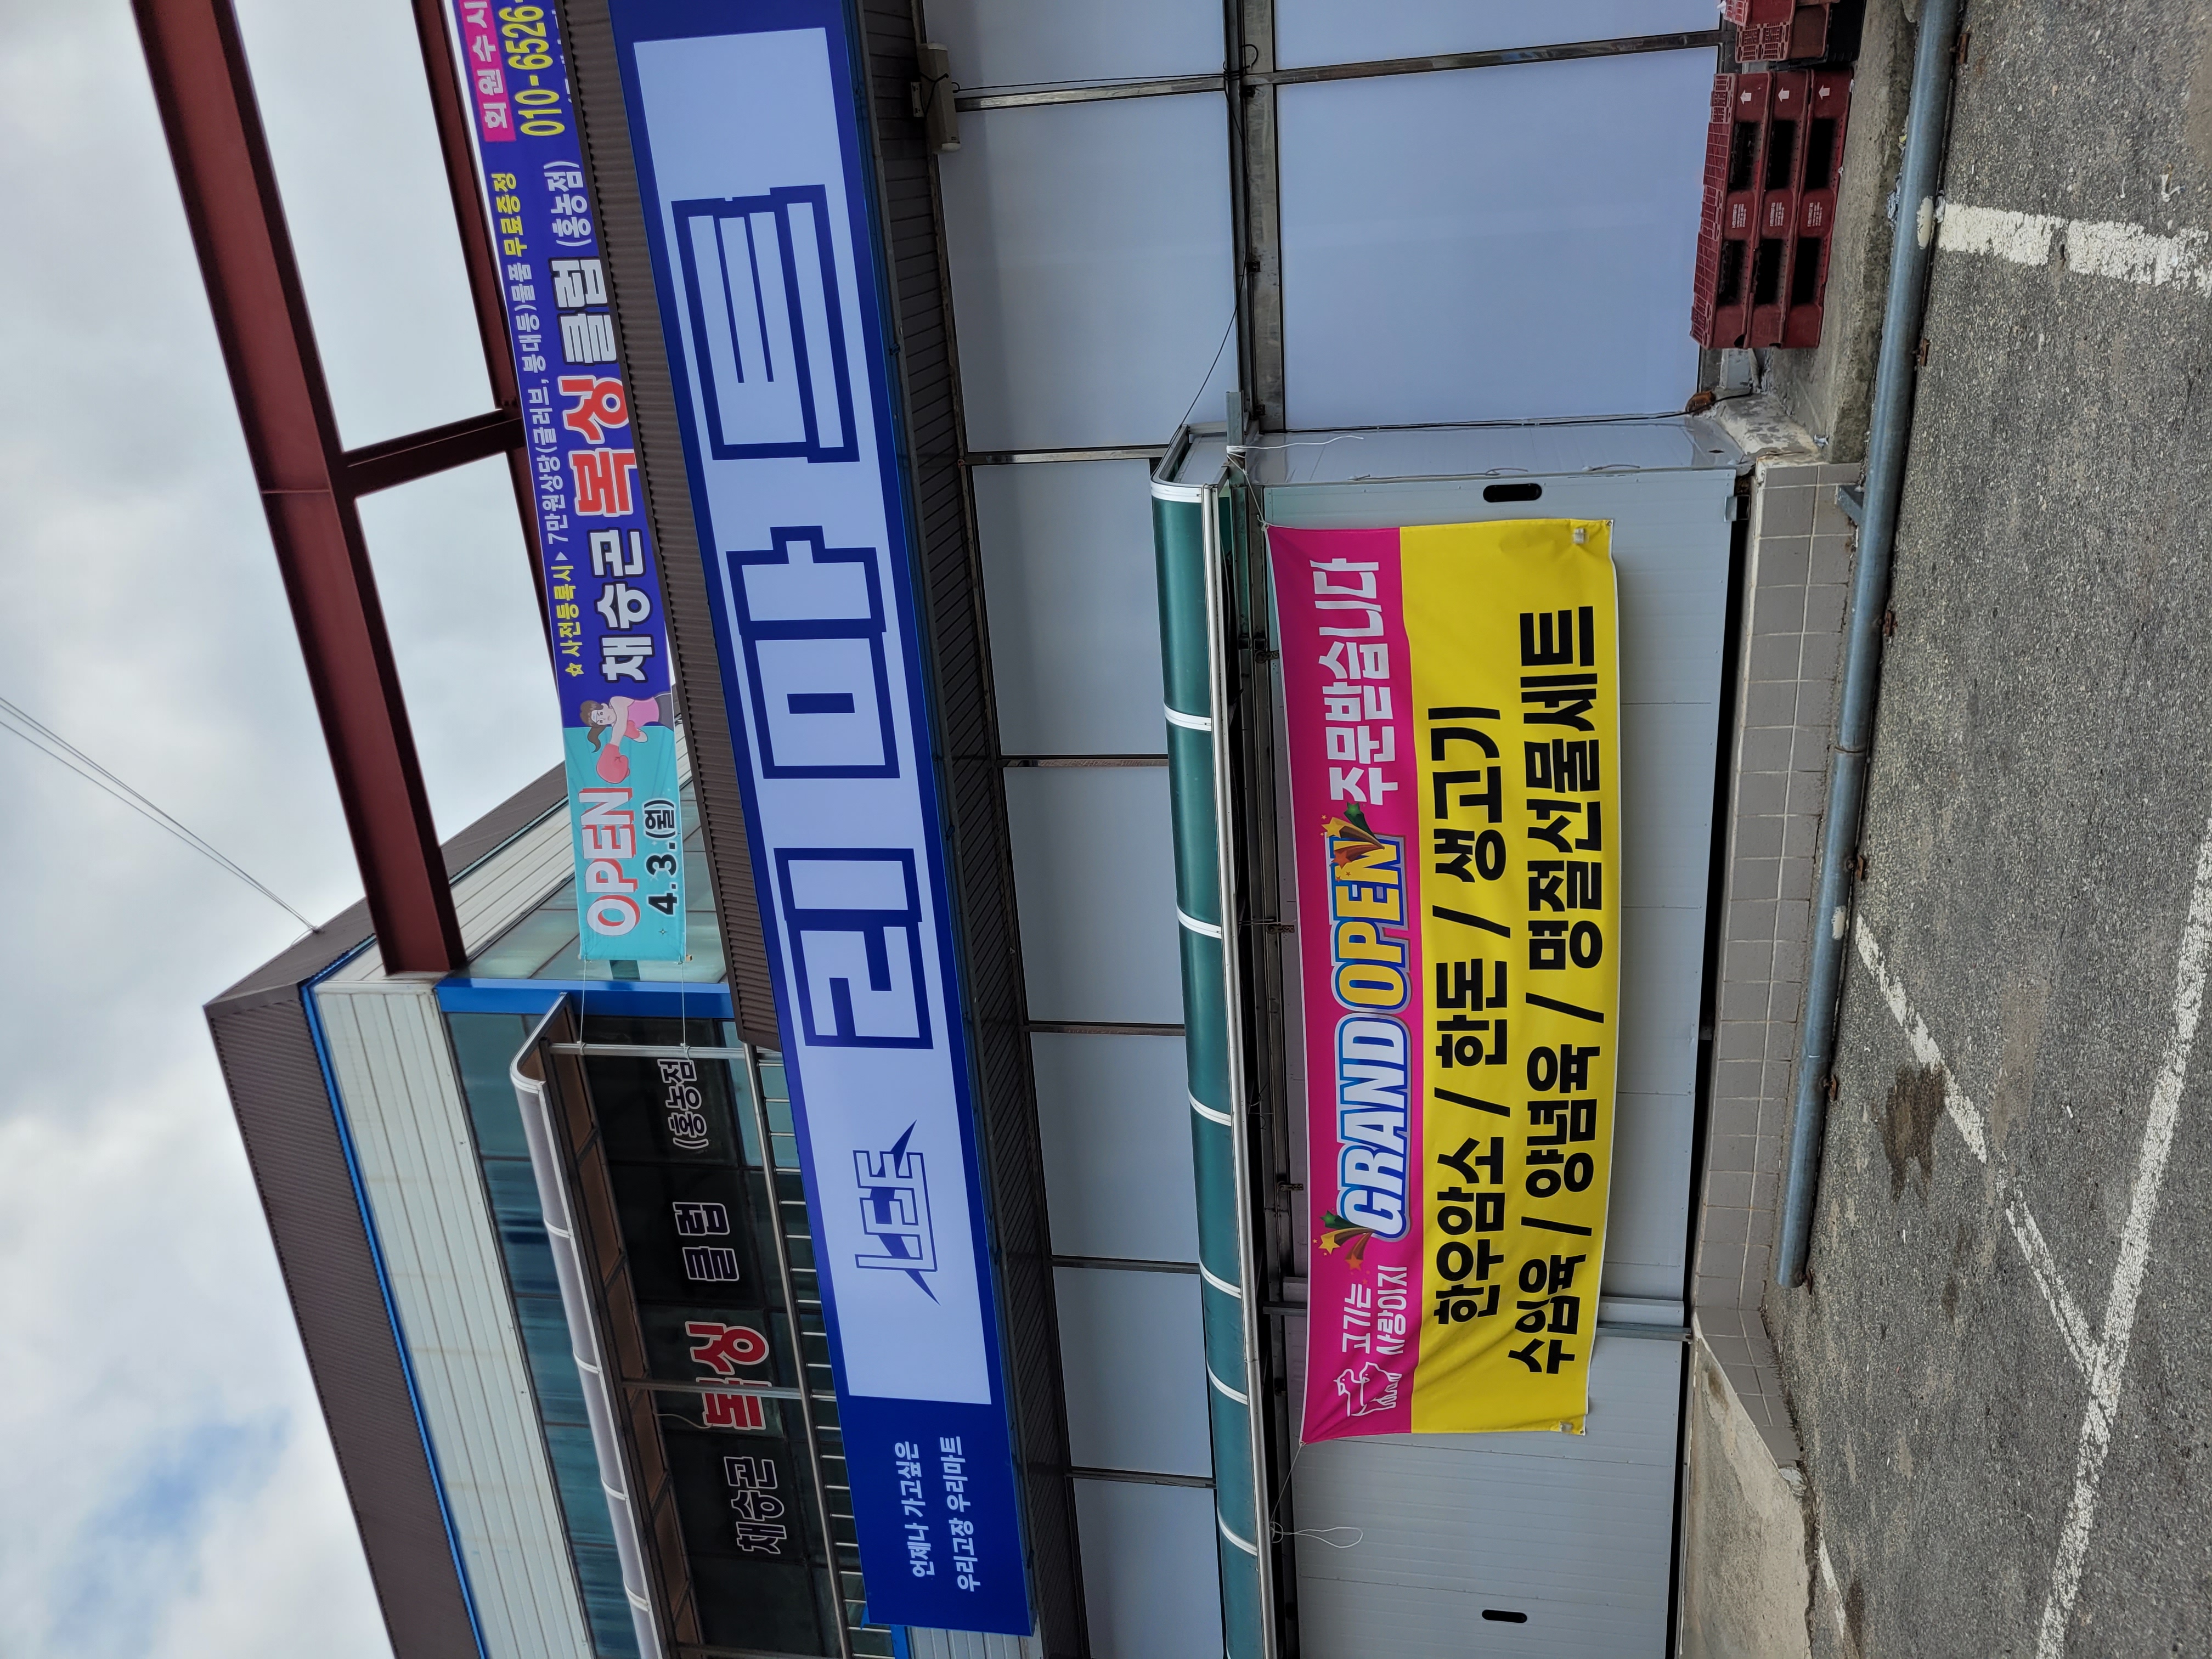 OPEN
4. 3.(월)
☆사전등록시▶7만원상당(글러브, 붕대등)물품 무료증정
채승곤 복싱 클럽 (홍농점)
회원수시
010-6526-
채승곤 복싱 클럽 (홍농점
언제나 가고싶은
우리고장 우리마트
리마트
고기는
사랑이지
GRAND OPEN 주문받습니다
한우암소 / 한돈 / 생고기
수입육 / 양념육 / 명절선물세트